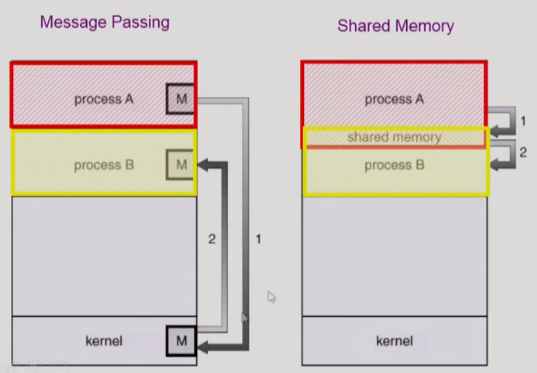 Message Passing
process A
M
process B
M
2
1
kernel
M
Shared Memory
process A
1
shared memory
2
process B
kernel